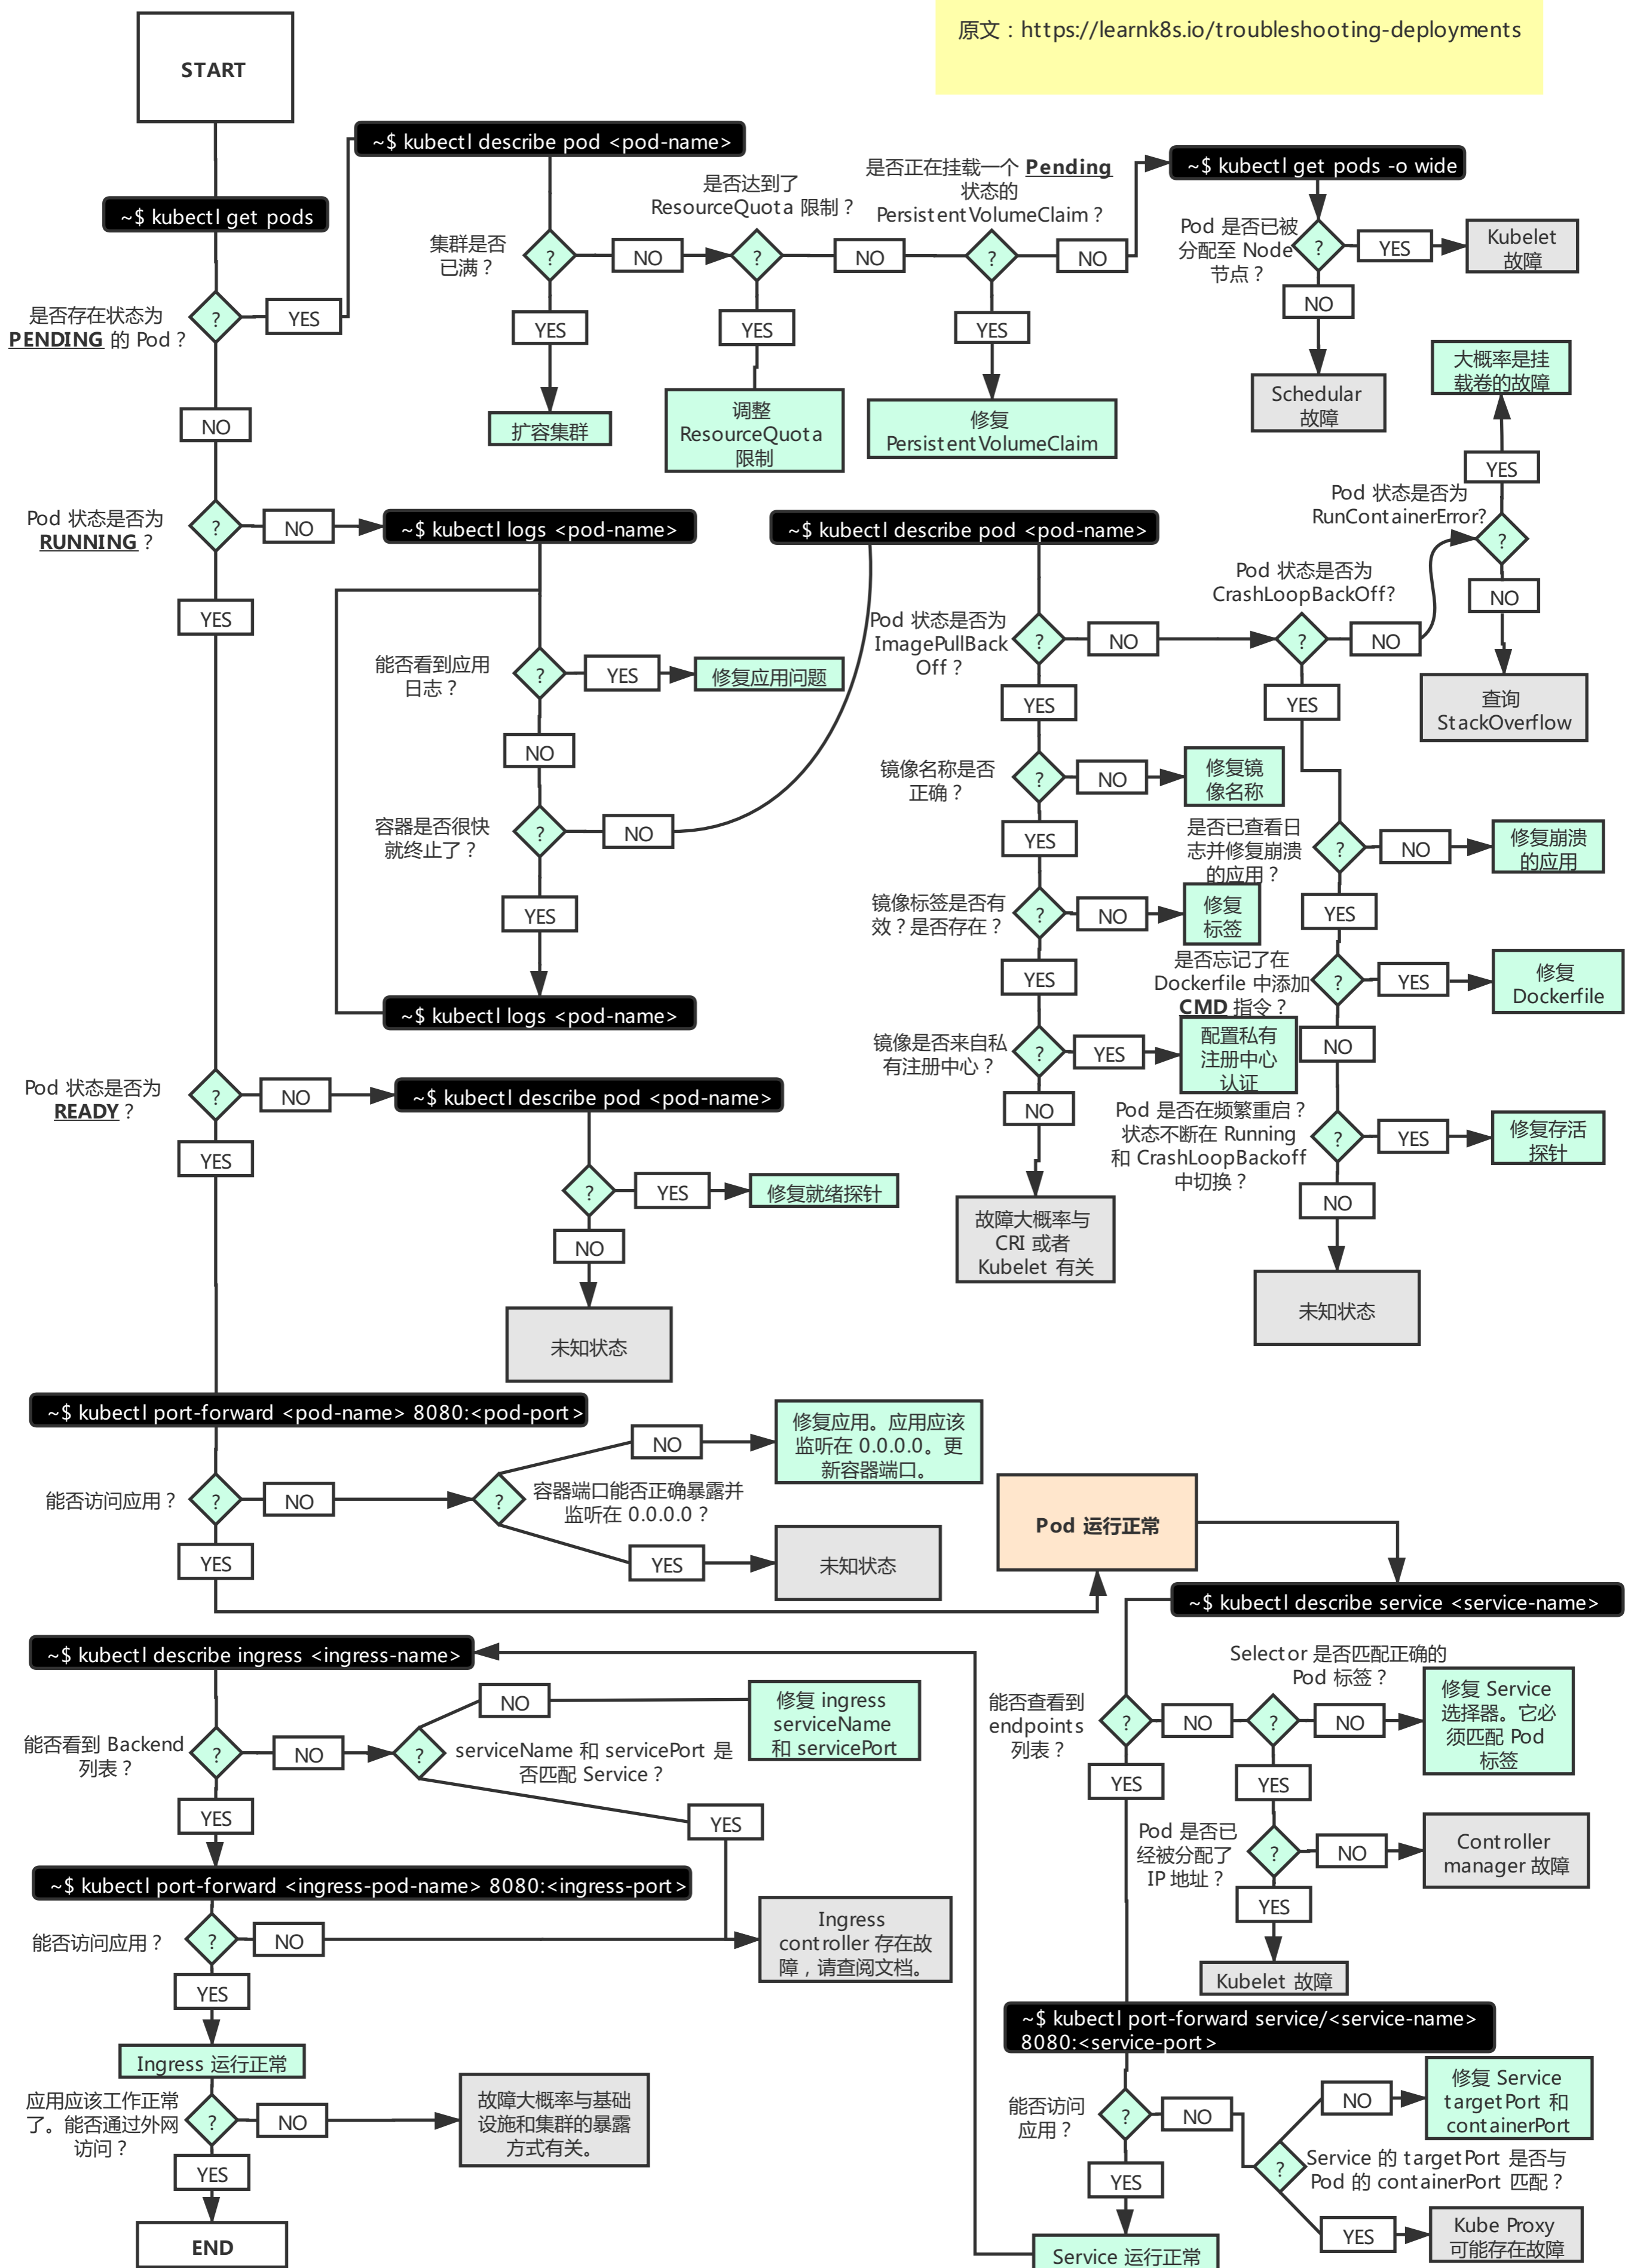 原文：https://learnk8s.io/troubleshooting-deployments
START
~$ kubectl describe pod <pod-name>
~$ kubectl get pods
是否达到了
ResourceQuota 限制？
是否正在挂载一个 Pending
状态的
PersistentVolumeClaim？
~$ kubectl get pods -o wide
集群是否
已满？
?
NO
?
NO
?
NO
Pod 是否已被
分配至 Node
节点？
?
YES
Kubelet
故障
是否存在状态为
PENDING 的 Pod？
?
YES
YES
YES
YES
NO
扩容集群
调整
ResourceQuota
限制
修复
PersistentVolumeClaim
Schedular
故障
大概率是挂
载卷的故障
NO
YES
Pod 状态是否为
RunContainerError?
?
NO
查询
StackOverflow
Pod 状态是否为
RUNNING？
?
NO
~$ kubectl logs <pod-name>
~$ kubectl describe pod <pod-name>
YES
Pod 状态是否为
CrashLoopBackOff?
Pod 状态是否为
ImagePullBack
Off？
?
NO
?
NO
能否看到应用
日志？
?
YES
修复应用问题
YES
YES
NO
镜像名称是否
正确？
?
NO
修复镜
像名称
容器是否很快
就终止了？
?
NO
YES
是否已查看日
志并修复崩溃
的应用？
?
NO
修复崩溃
的应用
YES
镜像标签是否有
效？是否存在？
?
NO
修复
标签
YES
YES
是否忘记了在
Dockerfile 中添加
CMD 指令？
?
YES
修复
Dockerfile
~$ kubectl logs <pod-name>
镜像是否来自私
有注册中心？
?
YES
配置私有
注册中心
认证
NO
Pod 状态是否为
READY？
?
NO
~$ kubectl describe pod <pod-name>
NO
Pod 是否在频繁重启？
状态不断在 Running
和 CrashLoopBackoff
中切换？
?
YES
修复存活
探针
YES
?
YES
修复就绪探针
NO
NO
故障大概率与
CRI 或者
Kubelet 有关
未知状态
未知状态
~$ kubectl port-forward <pod-name> 8080:<pod-port>
NO
修复应用。应用应该
监听在 0.0.0.0。更
新容器端口。
能否访问应用？
?
NO
?
容器端口能否正确暴露并
监听在 0.0.0.0？
YES
YES
未知状态
Pod 运行正常
~$ kubectl describe service <service-name>
~$ kubectl describe ingress <ingress-name>
Selector 是否匹配正确的
Pod 标签？
能否查看到
endpoints
列表？
?
NO
?
NO
修复 Service
选择器。它必
须匹配 Pod
标签
NO
修复 ingress
serviceName
和 servicePort
能否看到 Backend
列表？
?
NO
?
serviceName 和 servicePort 是
否匹配 Service？
YES
YES
YES
YES
Pod 是否已
经被分配了
IP 地址？
?
NO
Controller
manager 故障
~$ kubectl port-forward <ingress-pod-name> 8080:<ingress-port>
YES
能否访问应用？
?
NO
Ingress
controller 存在故
障，请查阅文档。
Kubelet 故障
YES
~$ kubectl port-forward service/<service-name>
8080:<service-port>
Ingress 运行正常
应用应该工作正常
了。能否通过外网
访问？
?
NO
故障大概率与基础
设施和集群的暴露
方式有关。
能否访问
应用？
?
NO
NO
修复 Service
targetPort 和
containerPort
?
Service 的 targetPort 是否与
Pod 的 containerPort 匹配？
YES
YES
YES
Kube Proxy
可能存在故障
END
Service 运行正常